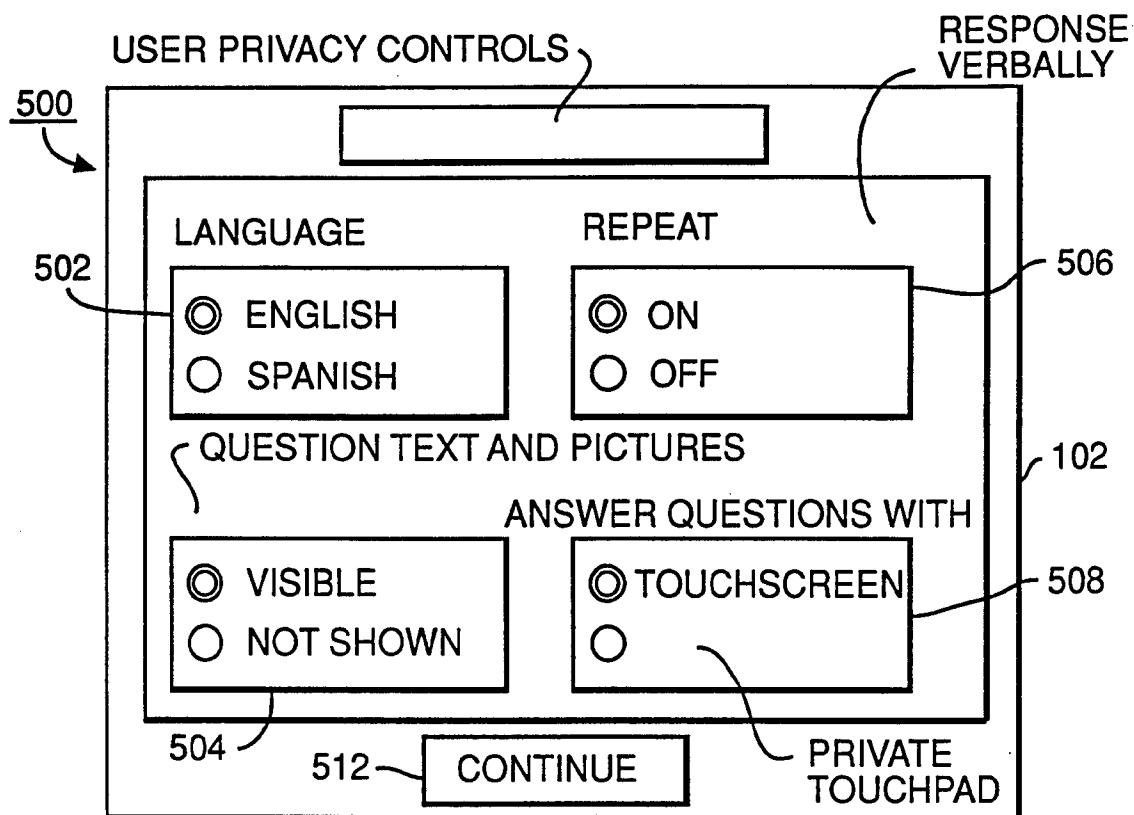 USER PRIVACY CONTROLS
RESPONSE
VERBALLY
500
LANGUAGE
REPEAT
502
506
ENGLISH
SPANISH
ON
OFF
QUESTION TEXT AND PICTURES
102
ANSWER QUESTIONS WITH
VISIBLE
NOT SHOWN
TOUCHSCREEN
508
504
512
CONTINUE
PRIVATE
TOUCHPAD